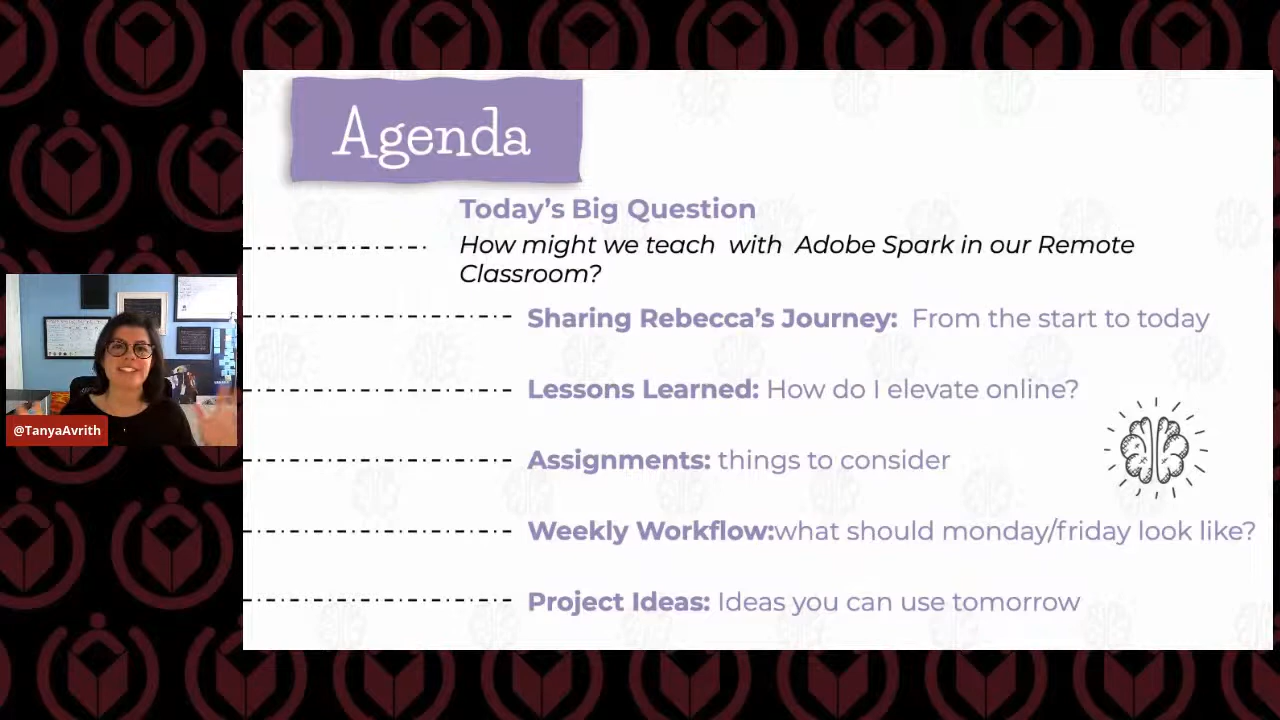 Agenda
Today’s Big Question
How might we teach  with  Adobe Spark in our Remote
Classroom?
Sharing Rebecca’s Journey:  From the start to today
Lessons Learned: How do I elevate online?
@TanyaAvrith
Assignments: things to consider
Weekly Workflow:what should monday/friday look like?
Project Ideas: Ideas you can use tomorrow